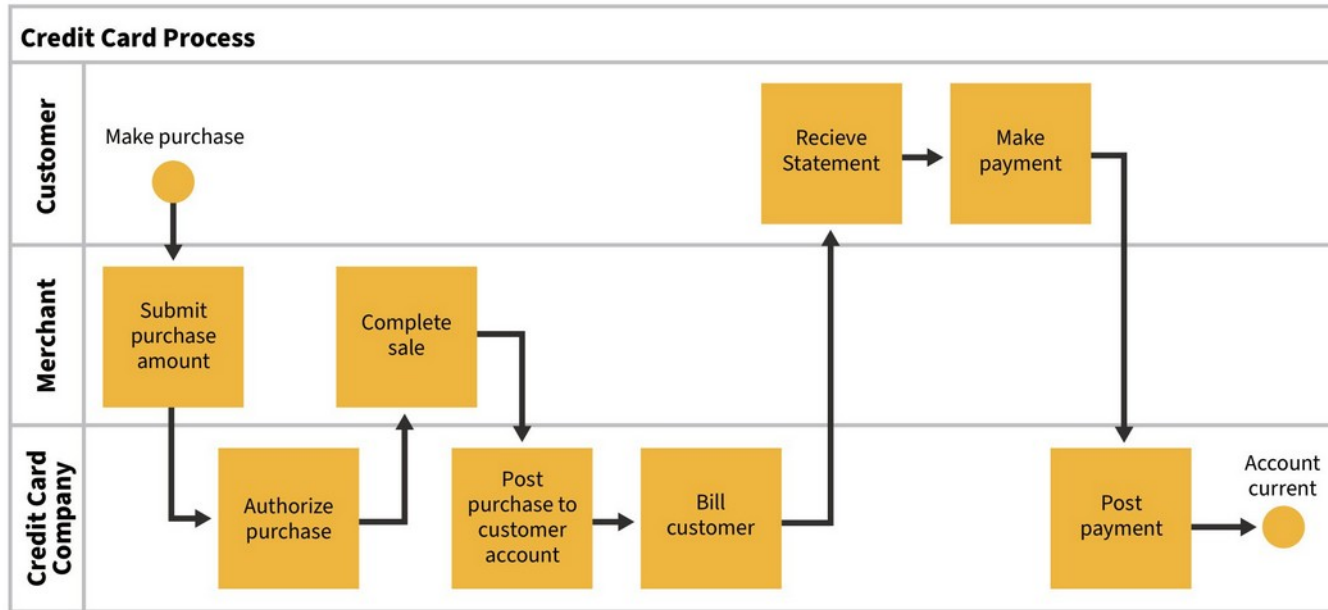 Credit Card Process
Customer
Make purchase
Recieve
Statement
Make
payment
Merchant
Submit
purchase
amount
Complete
sale
Credit Card
Company
Authorize
purchase
Post
purchase to
customer
account
Bill
customer
Post
payment
Account
current